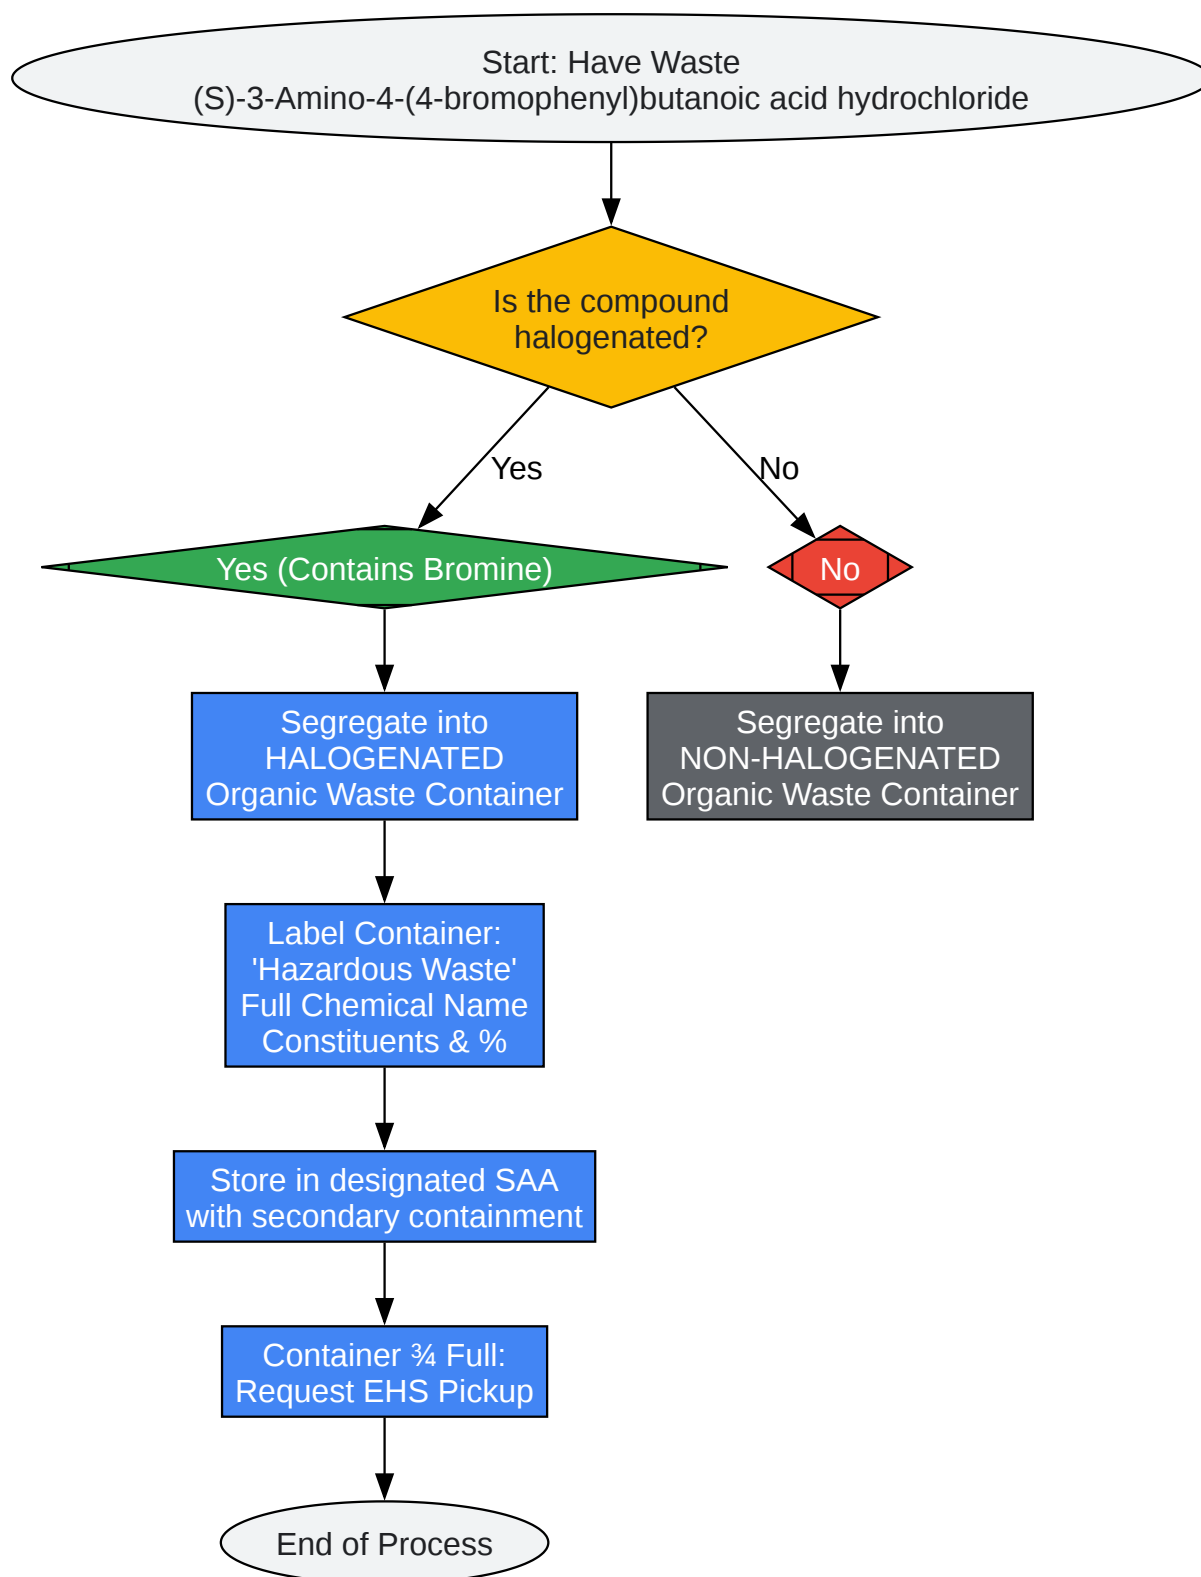 Start: Have Waste
(S)-3-Amino-4-(4-bromophenyl)butanoic acid hydrochloride
Is the compound
halogenated?
Yes
No
Yes (Contains Bromine)
No
Segregate into
HALOGENATED
Organic Waste Container
Segregate into
NON-HALOGENATED
Organic Waste Container
Label Container:
'Hazardous Waste'
Full Chemical Name
Constituents & %
Store in designated SAA
with secondary containment
Container ¾ Full:
Request EHS Pickup
End of Process